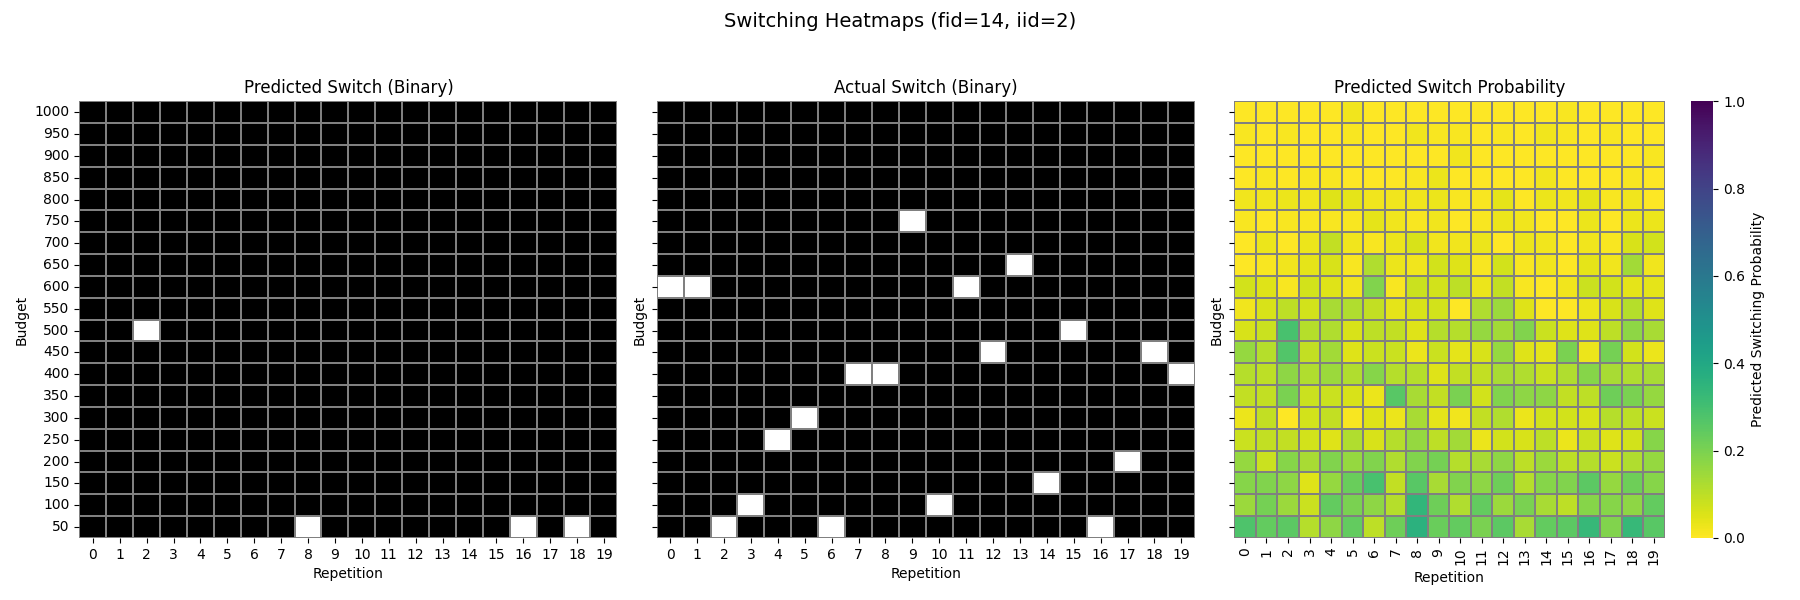 Switching Heatmaps (fid=14, iid=2)
Predicted Switch (Binary)
Budget
1000
950
900
850
800
750
700
650
600
550
500
450
400
350
300
250
200
150
100
50
0 1 2 3 4 5 6 7 8 9 10 11 12 13 14 15 16 17 18 19
Repetition
Actual Switch (Binary)
Budget
0 1 2 3 4 5 6 7 8 9 10 11 12 13 14 15 16 17 18 19
Repetition
Predicted Switch Probability
Budget
0 1 2 3 4 5 6 7 8 9 10 11 12 13 14 15 16 17 18 19
Repetition
1.0
0.8
0.6
0.4
0.2
0.0
Predicted Switching Probability